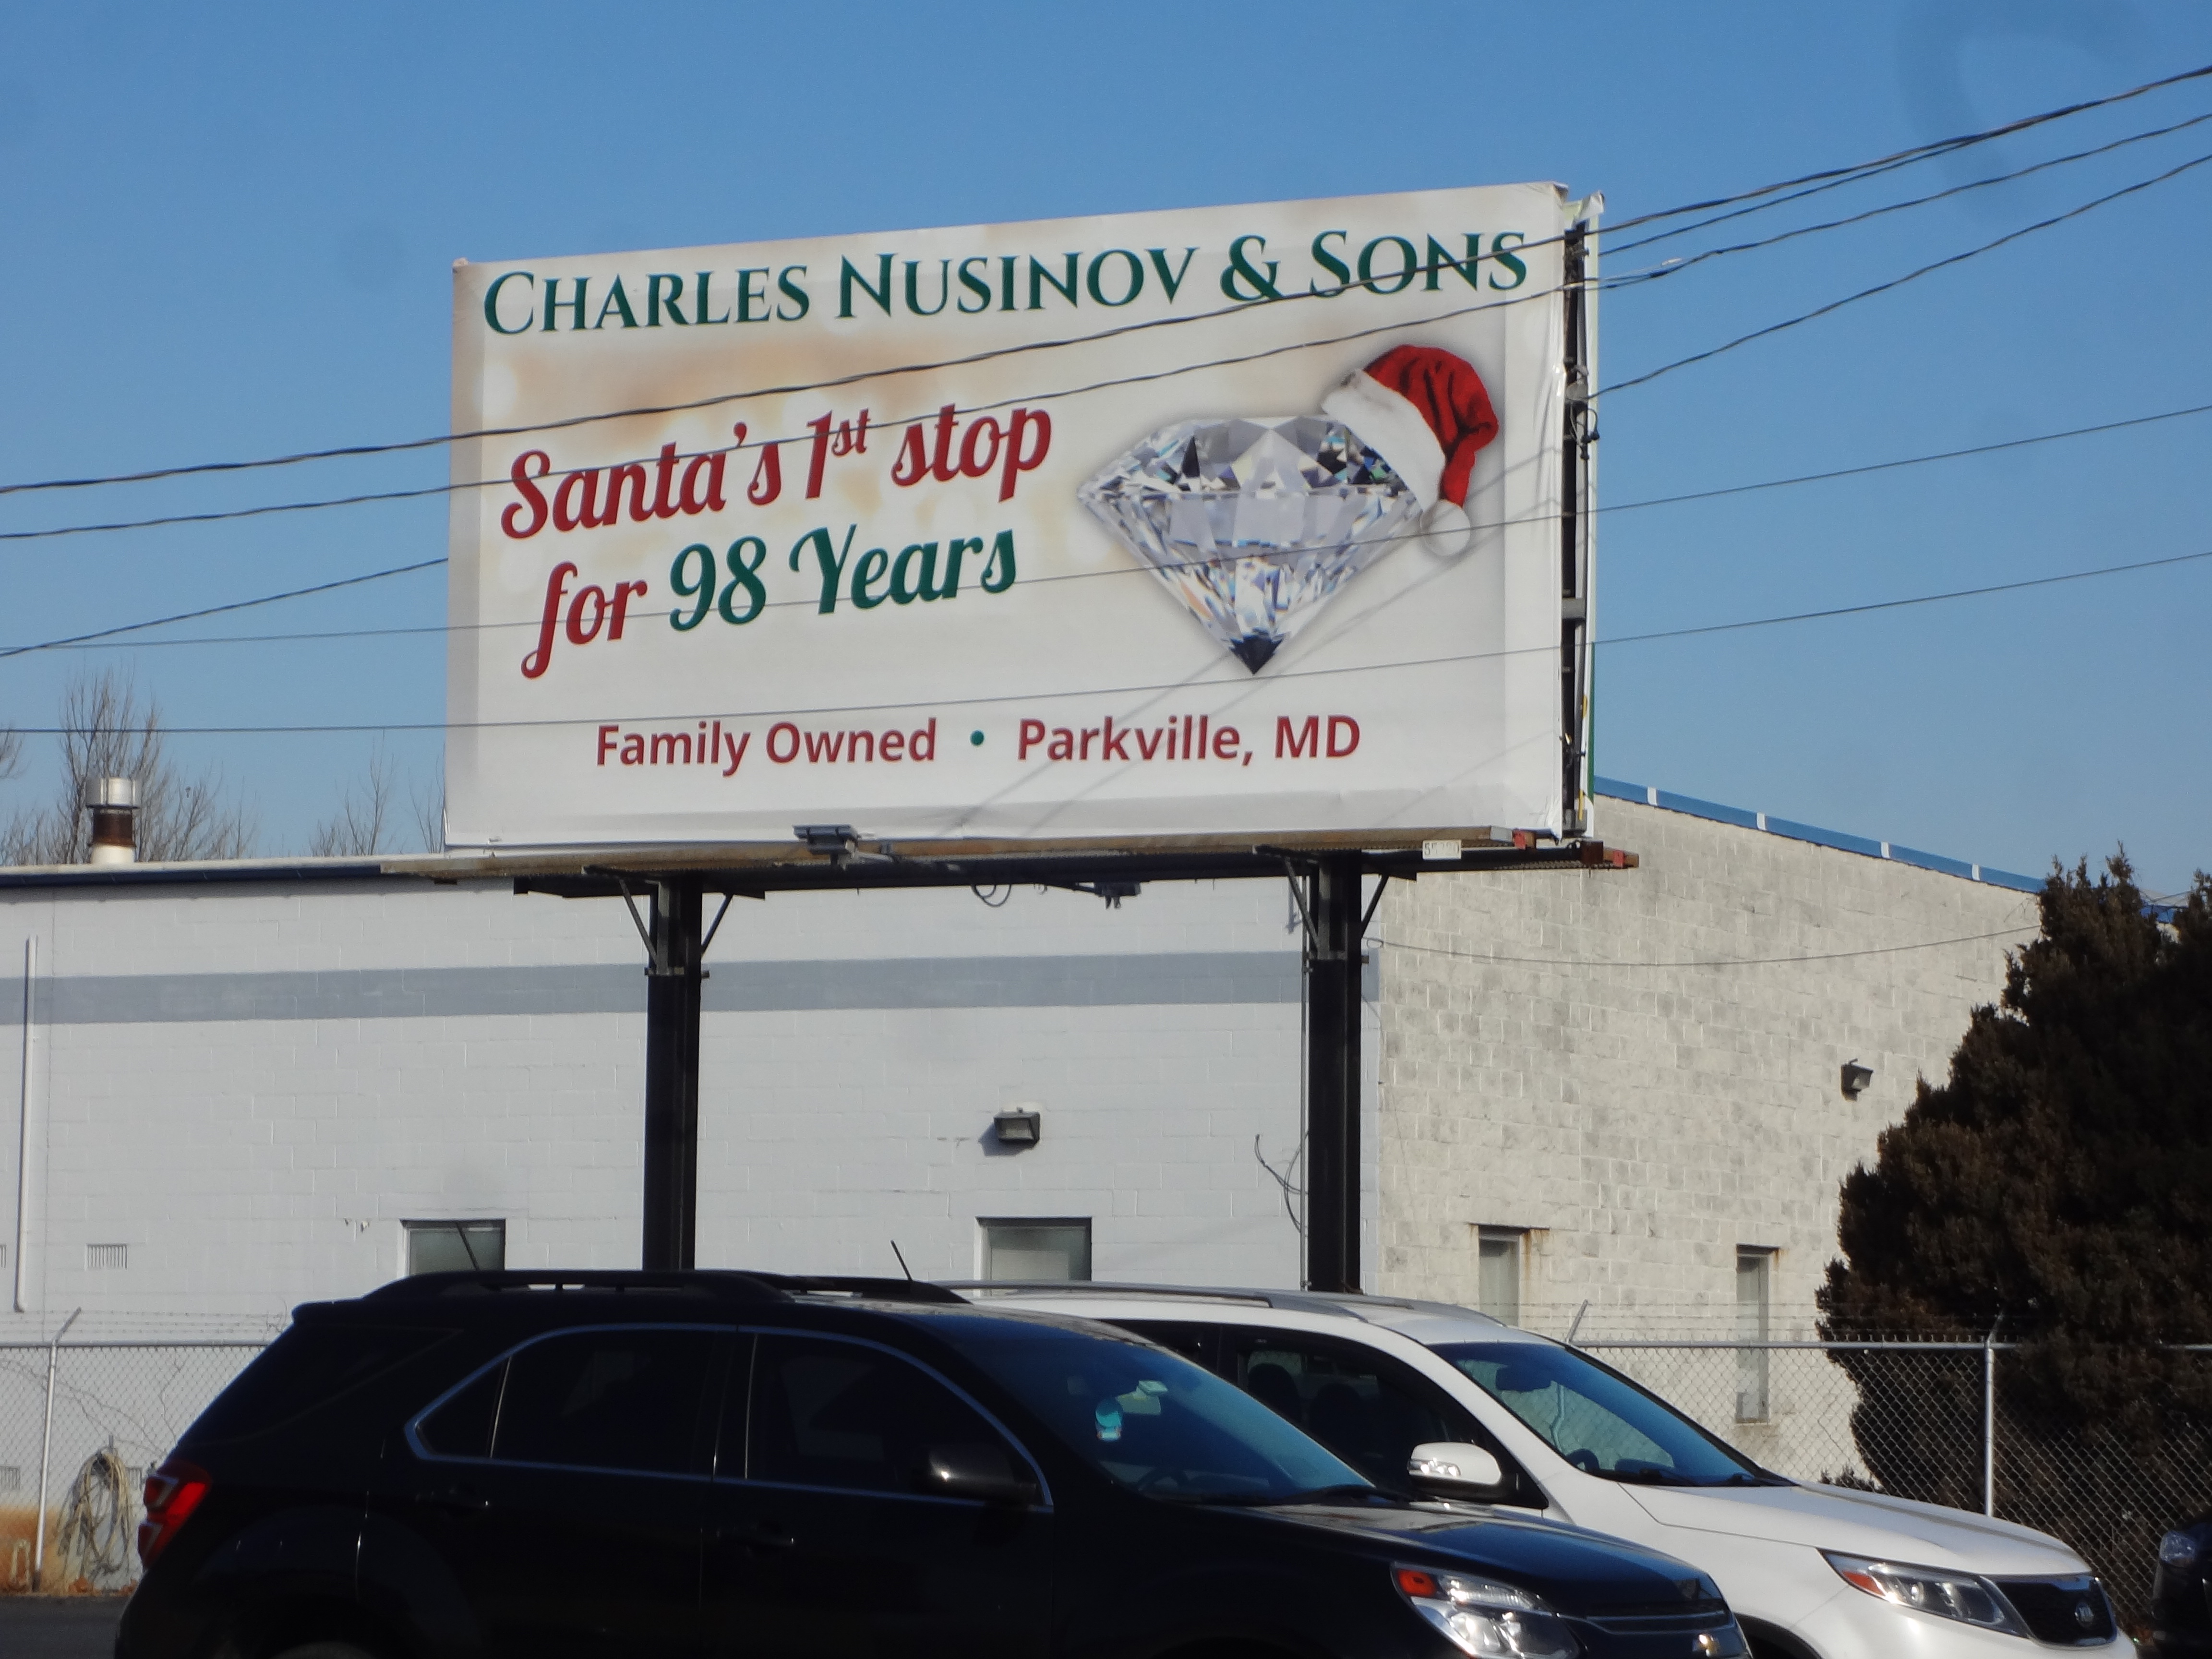 CHARLES NUSINOV & SONS
Santa's 1st stop
for 98 Years
Family Owned • Parkville, MD